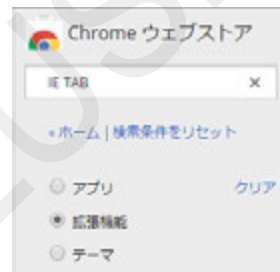 Chrome ウェブストア
IE TAB ×
«ホーム | 検索条件をリセット
アプリ クリア
拡張機能
テーマ